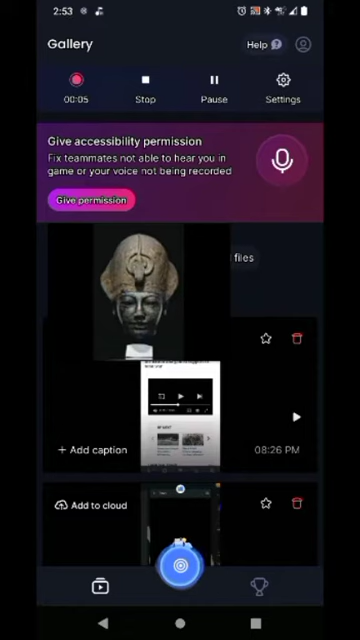 2:53
Gallery
Help
00:05
Stop
Pause
Settings
Give accessibility permission
Fix teammates not able to hear you in
game or your voice not being recorded
Give permission
files
+ Add caption
08:26 PM
Add to cloud